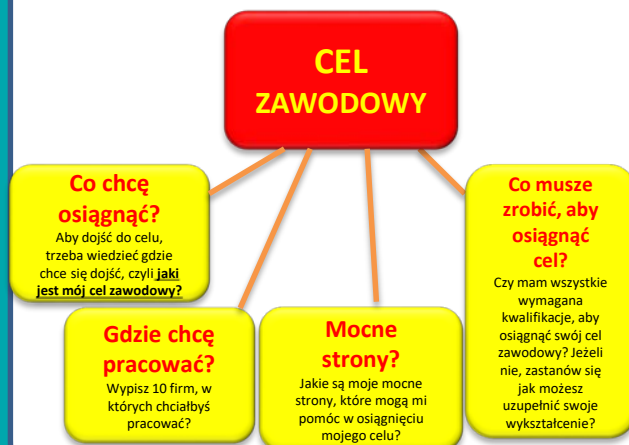 CEL
ZAWODOWY
Co chcę
osiągnąć?
Aby dojść do celu,
trzeba wiedzieć gdzie
chce się dojść, czyli jaki
jest mój cel zawodowy?
Gdzie chcę
pracować?
Wypisz 10 firm, w
których chciałbyś
pracować?
Mocne
strony?
Jakie są moje mocne
strony, które mogą mi
pomóc w osiągnięciu
mojego celu?
Co musze
zrobić, aby
osiągnąć
cel?
Czy mam wszystkie
wymagana
kwalifikacje, aby
osiągnąć swój cel
zawodowy? Jeżeli
nie, zastanów się
jak możesz
uzupełnić swoje
wykształcenie?